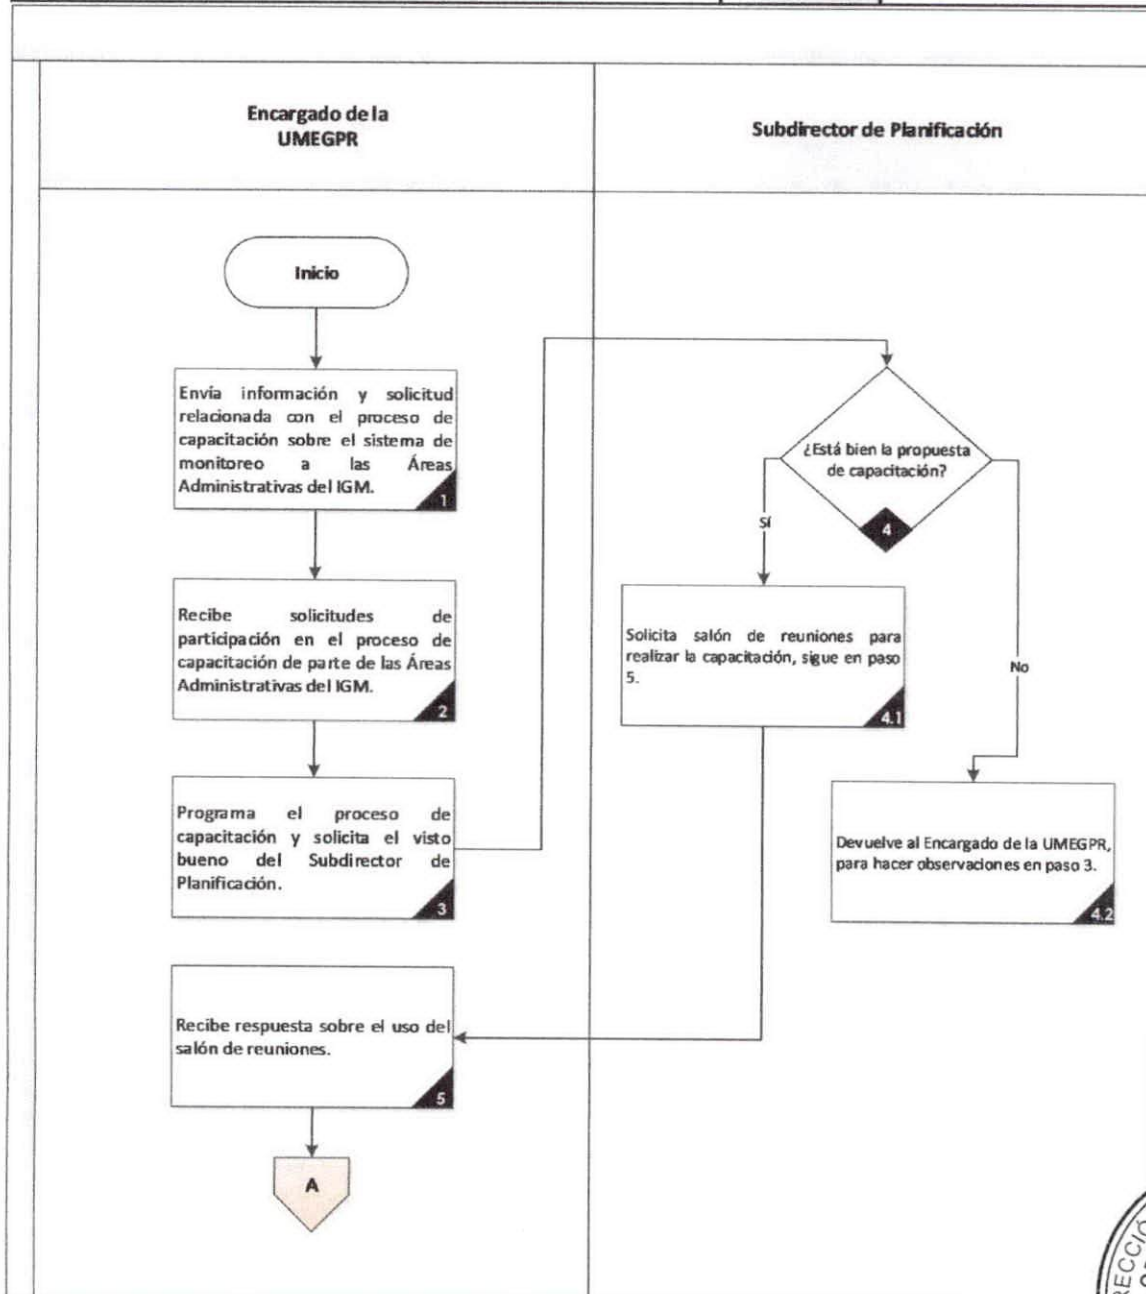 Encargado de la
UMEGPR
Subdirector de Planificación
Inicio
Envía información y solicitud
relacionada con el proceso de
capacitación sobre el sistema de
monitoreo a las Áreas
Administrativas del IGM.
1
Recibe solicitudes de
participación en el proceso de
capacitación de parte de las Áreas
Administrativas del IGM.
2
Programa el proceso de
capacitación y solicita el visto
bueno del Subdirector de
Planificación.
3
¿Está bien la propuesta
de capacitación?
4
Sí
No
Solicita salón de reuniones para
realizar la capacitación, sigue en paso
5.
4.1
Devuelve al Encargado de la UMEGPR,
para hacer observaciones en paso 3.
4.2
Recibe respuesta sobre el uso del
salón de reuniones.
5
A